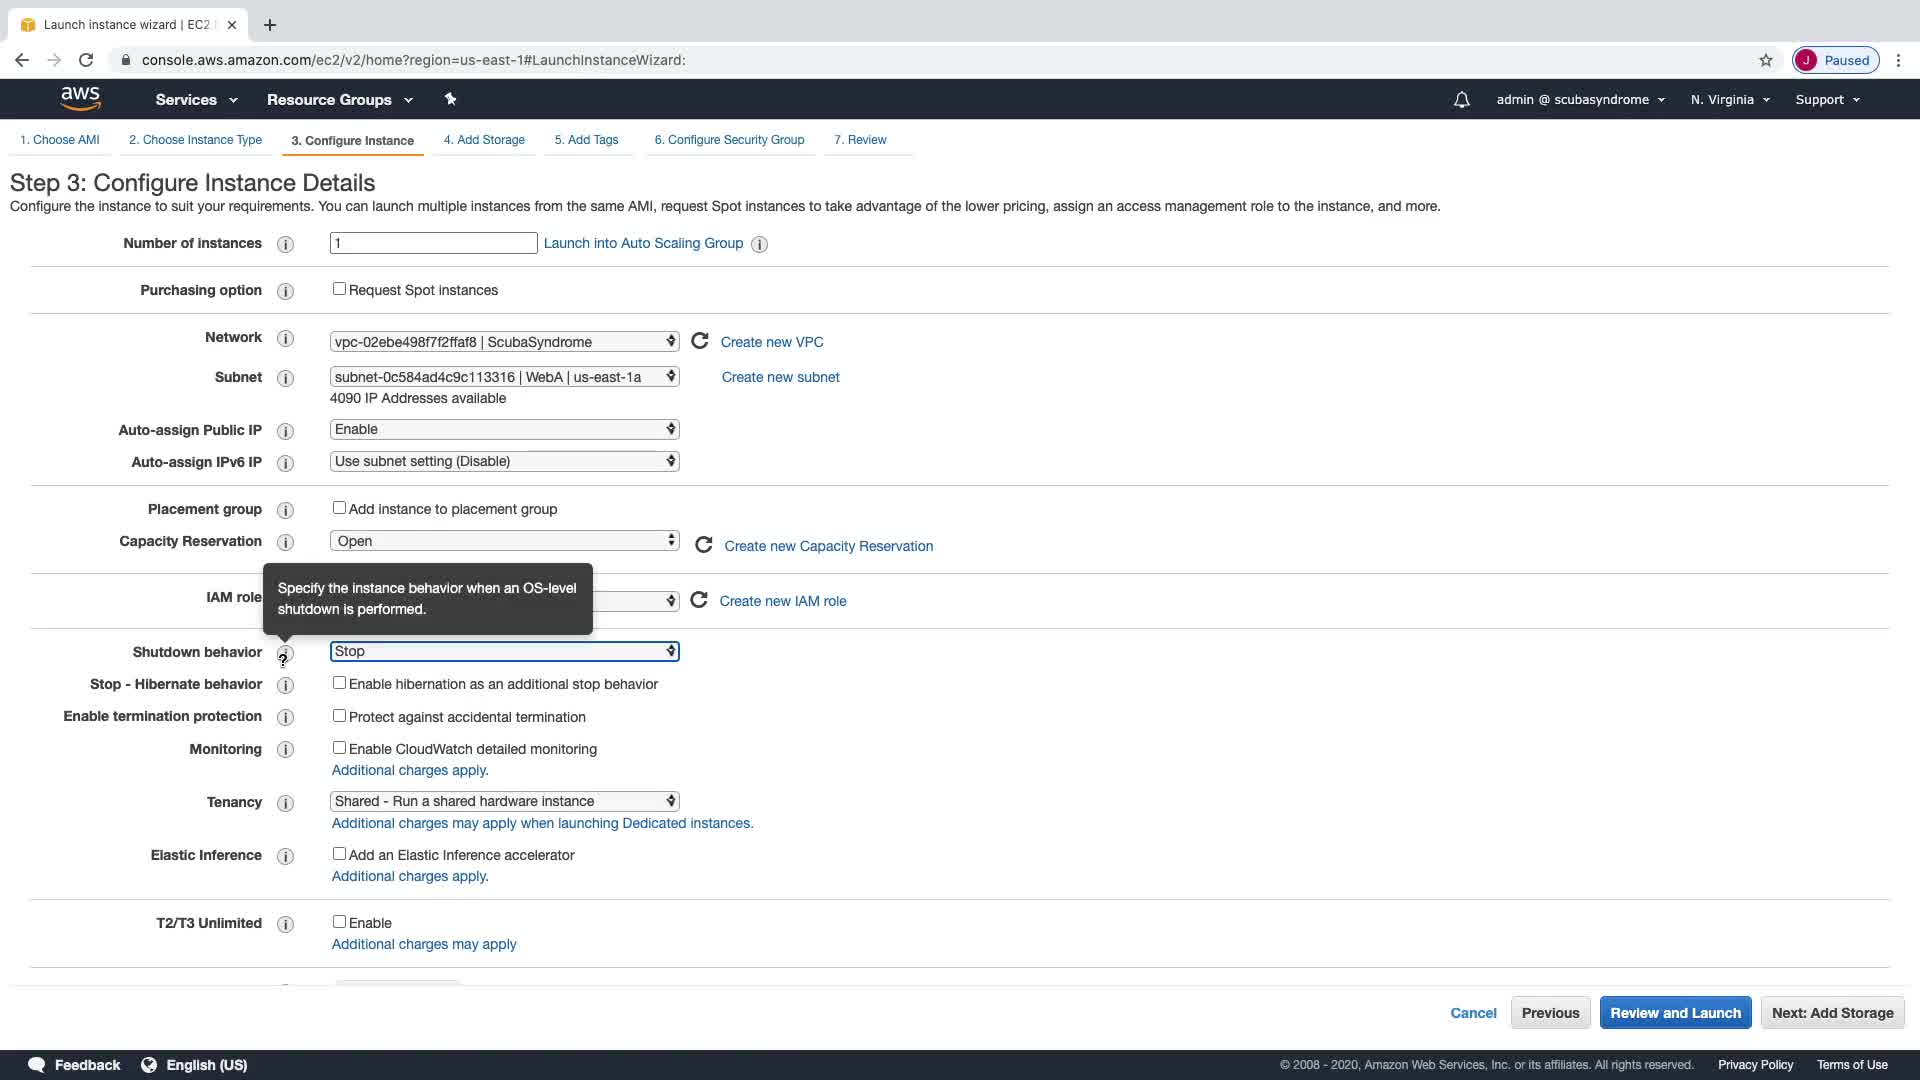 Launch instance wizard | EC2
console.aws.amazon.com/ec2/v2/home?region=us-east-1#LaunchInstanceWizard:
J Paused
aws Services Resource Groups admin @ scubasyndrome N. Virginia Support
1. Choose AMI 2. Choose Instance Type 3. Configure Instance 4. Add Storage 5. Add Tags 6. Configure Security Group 7. Review
Step 3: Configure Instance Details
Configure the instance to suit your requirements. You can launch multiple instances from the same AMI, request Spot instances to take advantage of the lower pricing, assign an access management role to the instance, and more.
Number of instances i 1 Launch into Auto Scaling Group i
Purchasing option i Request Spot instances
Network i vpc-02ebe498f7f2ffaf8 | ScubaSyndrome Create new VPC
Subnet i subnet-0c584ad4c9c113316 | WebA | us-east-1a Create new subnet
4090 IP Addresses available
Auto-assign Public IP i Enable
Auto-assign IPv6 IP i Use subnet setting (Disable)
Placement group i Add instance to placement group
Capacity Reservation i Open Create new Capacity Reservation
Specify the instance behavior when an OS-level
shutdown is performed.
IAM role Create new IAM role
Shutdown behavior i ? Stop
Stop - Hibernate behavior i Enable hibernation as an additional stop behavior
Enable termination protection i Protect against accidental termination
Monitoring i Enable CloudWatch detailed monitoring
Additional charges apply.
Tenancy i Shared - Run a shared hardware instance
Additional charges may apply when launching Dedicated instances.
Elastic Inference i Add an Elastic Inference accelerator
Additional charges apply.
T2/T3 Unlimited i Enable
Additional charges may apply
Cancel Previous Review and Launch Next: Add Storage
Feedback English (US) © 2008 - 2020, Amazon Web Services, Inc. or its affiliates. All rights reserved. Privacy Policy Terms of Use